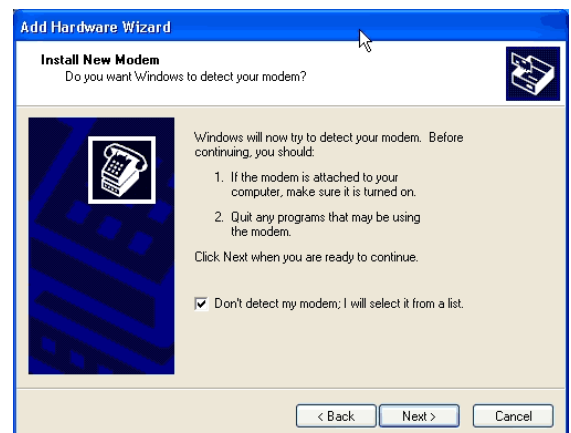 Add Hardware Wizard
Install New Modem
Do you want Windows to detect your modem?
Windows will now try to detect your modem. Before
continuing, you should:
1. If the modem is attached to your
computer, make sure it is turned on.
2. Quit any programs that may be using
the modem.
Click Next when you are ready to continue.
Don't detect my modem; I will select it from a list.
< Back Next > Cancel